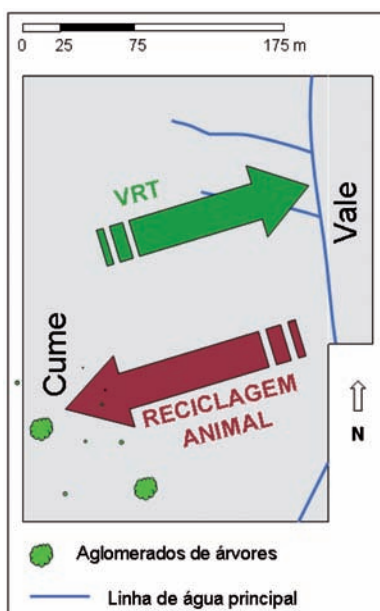 0 25 75 175 m
VRT
Vale
Cume
RECICLAGEM
ANIMAL
N
Aglomerados de árvores
Linha de água principal